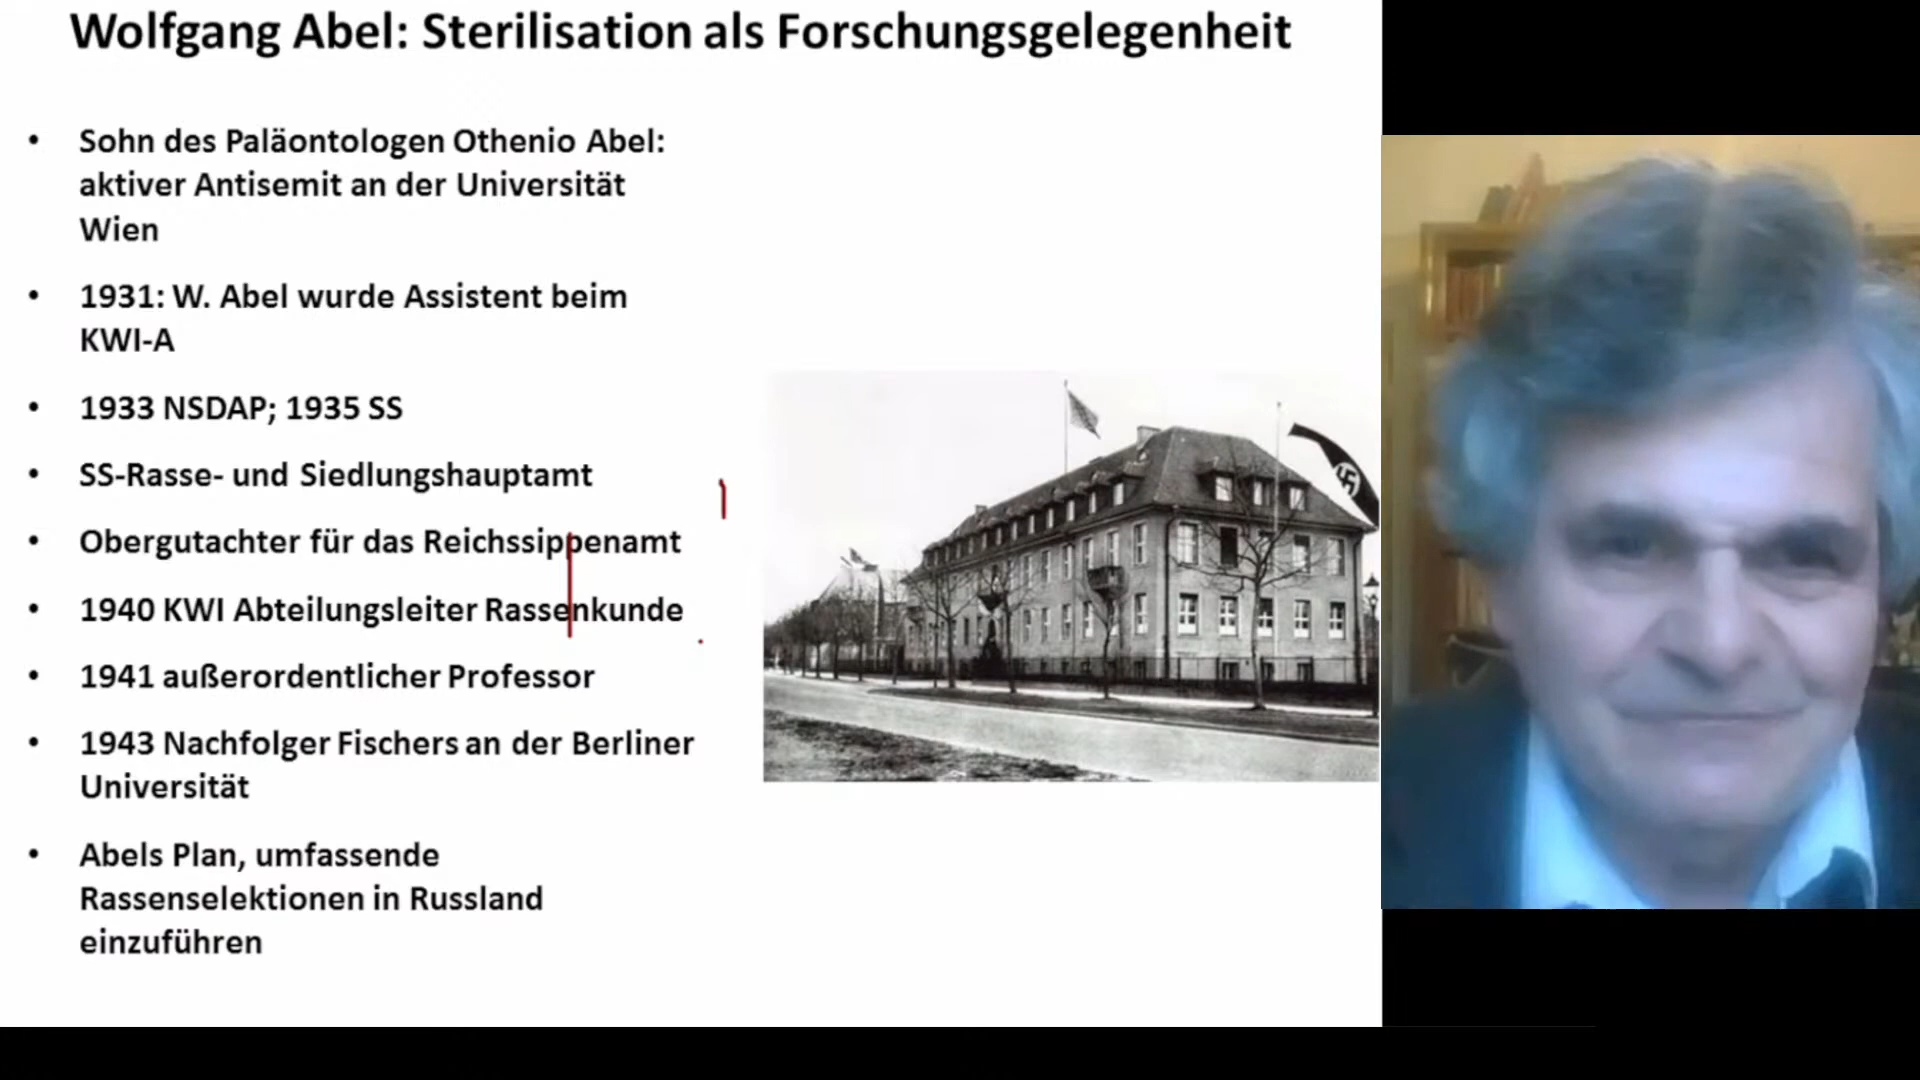 Wolfgang Abel: Sterilisation als Forschungsgelegenheit
• Sohn des Paläontologen Othenio Abel:
aktiver Antisemit an der Universität
Wien
• 1931: W. Abel wurde Assistent beim
KWI-A
• 1933 NSDAP; 1935 SS
• SS-Rasse- und Siedlungshauptamt
• Obergutachter für das Reichssippenamt
• 1940 KWI Abteilungsleiter Rassenkunde
• 1941 außerordentlicher Professor
• 1943 Nachfolger Fischers an der Berliner
Universität
• Abels Plan, umfassende
Rassenselektionen in Russland
einzuführen